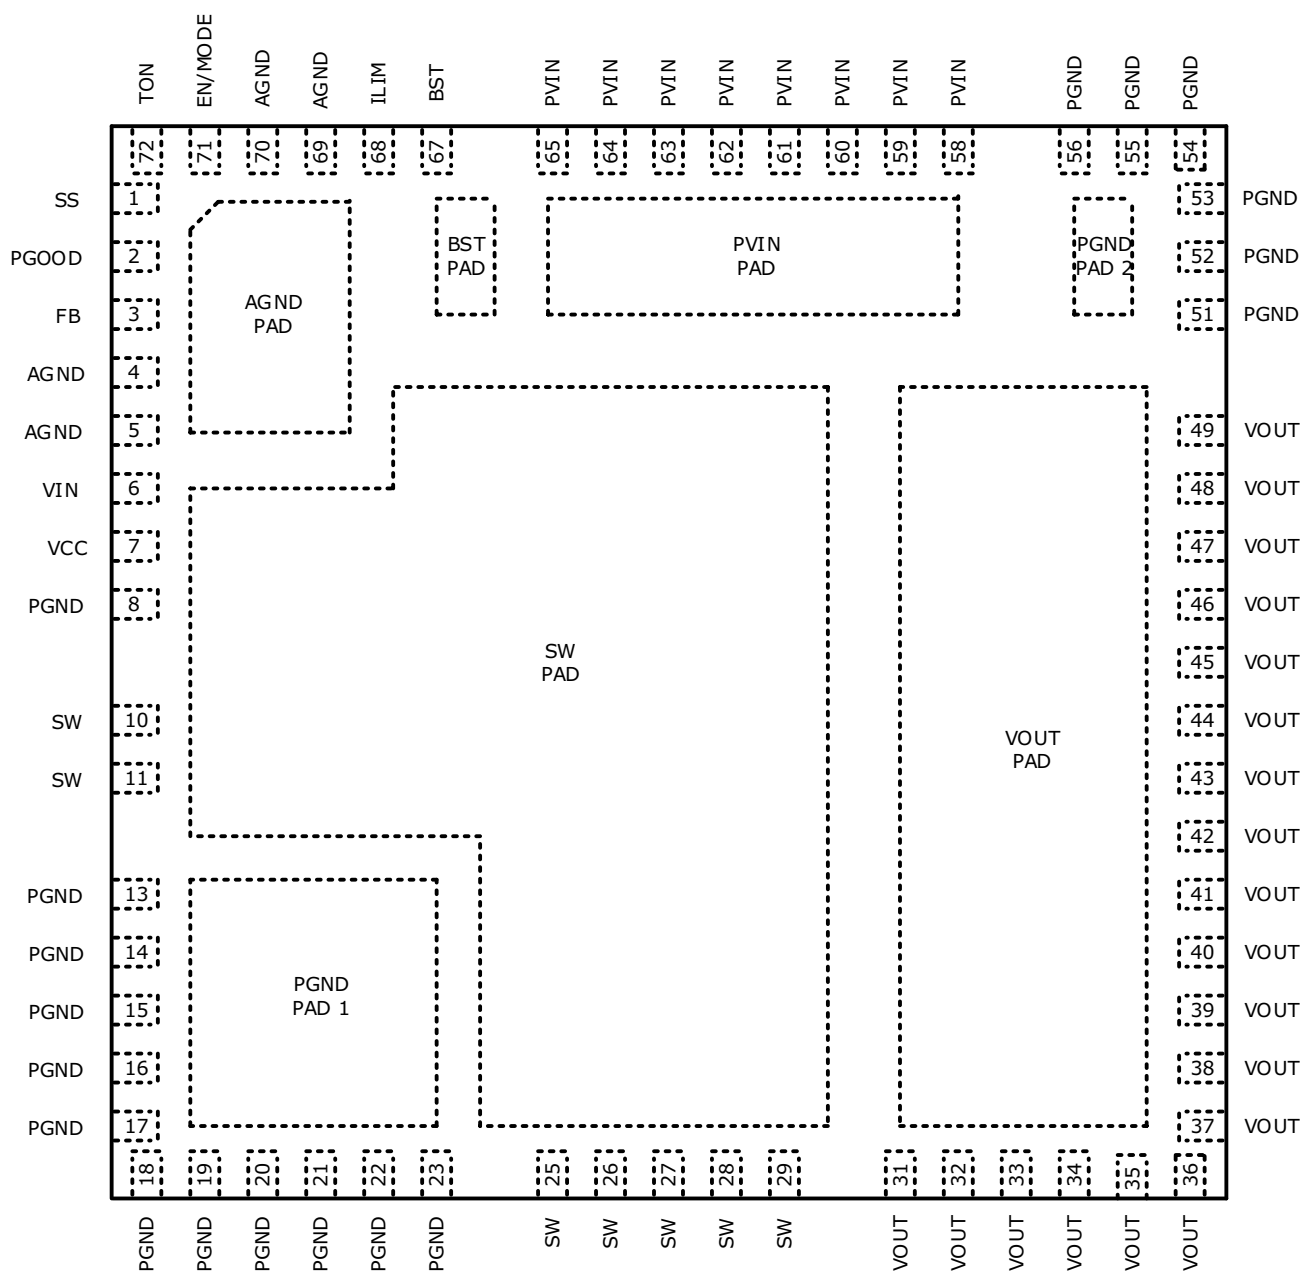 TON
EN/MODE
AGND
AGND
ILIM
BST
PVIN
PVIN
PVIN
PVIN
PVIN
PVIN
PVIN
PVIN
PGND
PGND
PGND
72
71
70
69
68
67
65
64
63
62
61
60
59
58
56
55
54
SS
1
53
PGND
PGOOD
2
BST
PAD
PVIN
PAD
PGND
PAD 2
52
PGND
FB
3
AGND
PAD
51
PGND
AGND
4
AGND
5
49
VOUT
VIN
6
48
VOUT
VCC
7
47
VOUT
PGND
8
46
VOUT
SW
PAD
45
VOUT
SW
10
44
VOUT
VOUT
PAD
SW
11
43
VOUT
42
VOUT
PGND
13
41
VOUT
PGND
14
40
VOUT
PGND
PAD 1
PGND
15
39
VOUT
PGND
16
38
VOUT
PGND
17
37
VOUT
18
19
20
21
22
23
25
26
27
28
29
31
32
33
34
35
36
PGND
PGND
PGND
PGND
PGND
PGND
SW
SW
SW
SW
SW
VOUT
VOUT
VOUT
VOUT
VOUT
VOUT